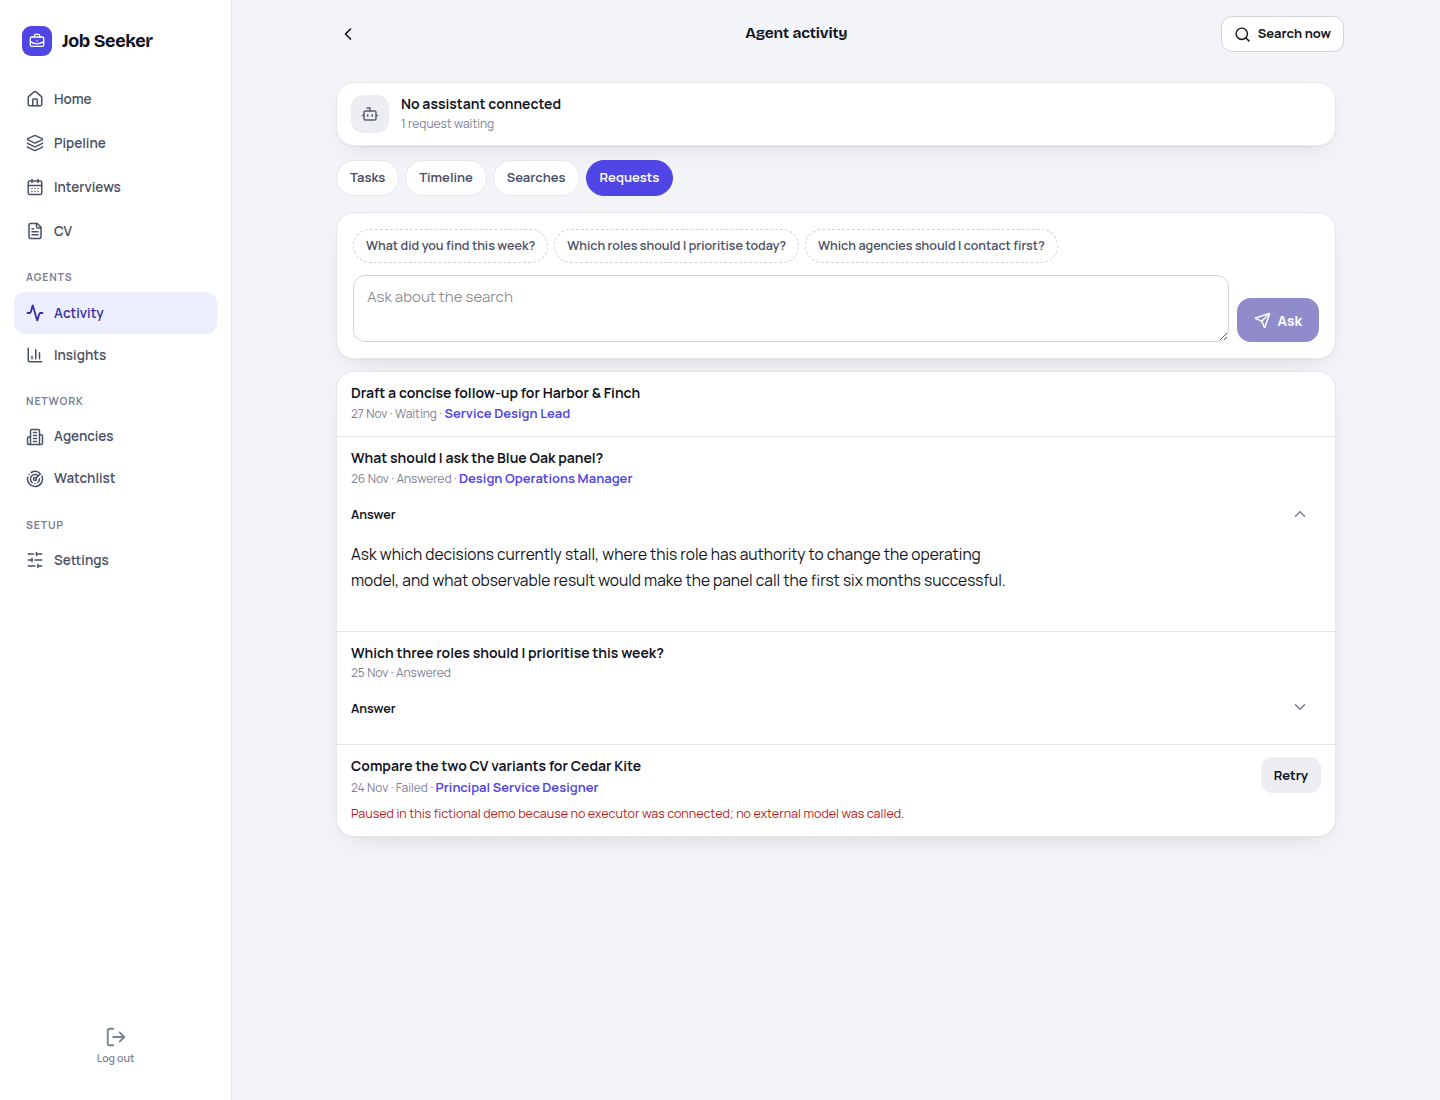 Job Seeker
Home
Pipeline
Interviews
CV
AGENTS
Activity
Insights
NETWORK
Agencies
Watchlist
SETUP
Settings
Log out
Agent activity
Search now
No assistant connected
1 request waiting
Tasks
Timeline
Searches
Requests
What did you find this week?
Which roles should I prioritise today?
Which agencies should I contact first?
Ask about the search
Ask
Draft a concise follow-up for Harbor & Finch
27 Nov · Waiting · Service Design Lead
What should I ask the Blue Oak panel?
26 Nov · Answered · Design Operations Manager
Answer
Ask which decisions currently stall, where this role has authority to change the operating
model, and what observable result would make the panel call the first six months successful.
Which three roles should I prioritise this week?
25 Nov · Answered
Answer
Compare the two CV variants for Cedar Kite
24 Nov · Failed · Principal Service Designer
Retry
Paused in this fictional demo because no executor was connected; no external model was called.